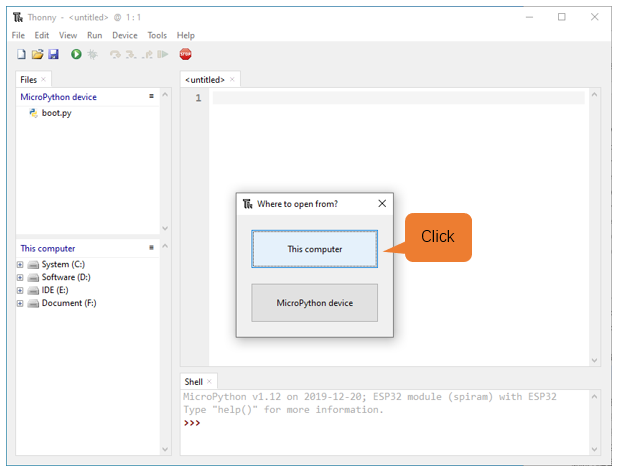 Thonny - <untitled> @ 1 : 1
File Edit View Run Device Tools Help
STOP
Files ×
<untitled> ×
MicroPython device ≡
boot.py
1
Where to open from?
This computer
Click
MicroPython device
This computer ≡
System (C:)
Software (D:)
IDE (E:)
Document (F:)
Shell ×
MicroPython v1.12 on 2019-12-20; ESP32 module (spiram) with ESP32
Type "help()" for more information.
>>>